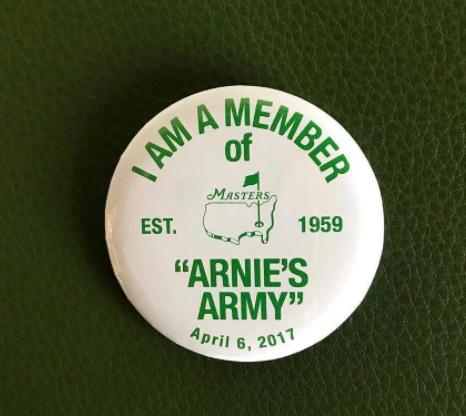 I AM A MEMBER
of
MASTERS
EST. 1959
“ARNIE’S
ARMY”
April 6, 2017